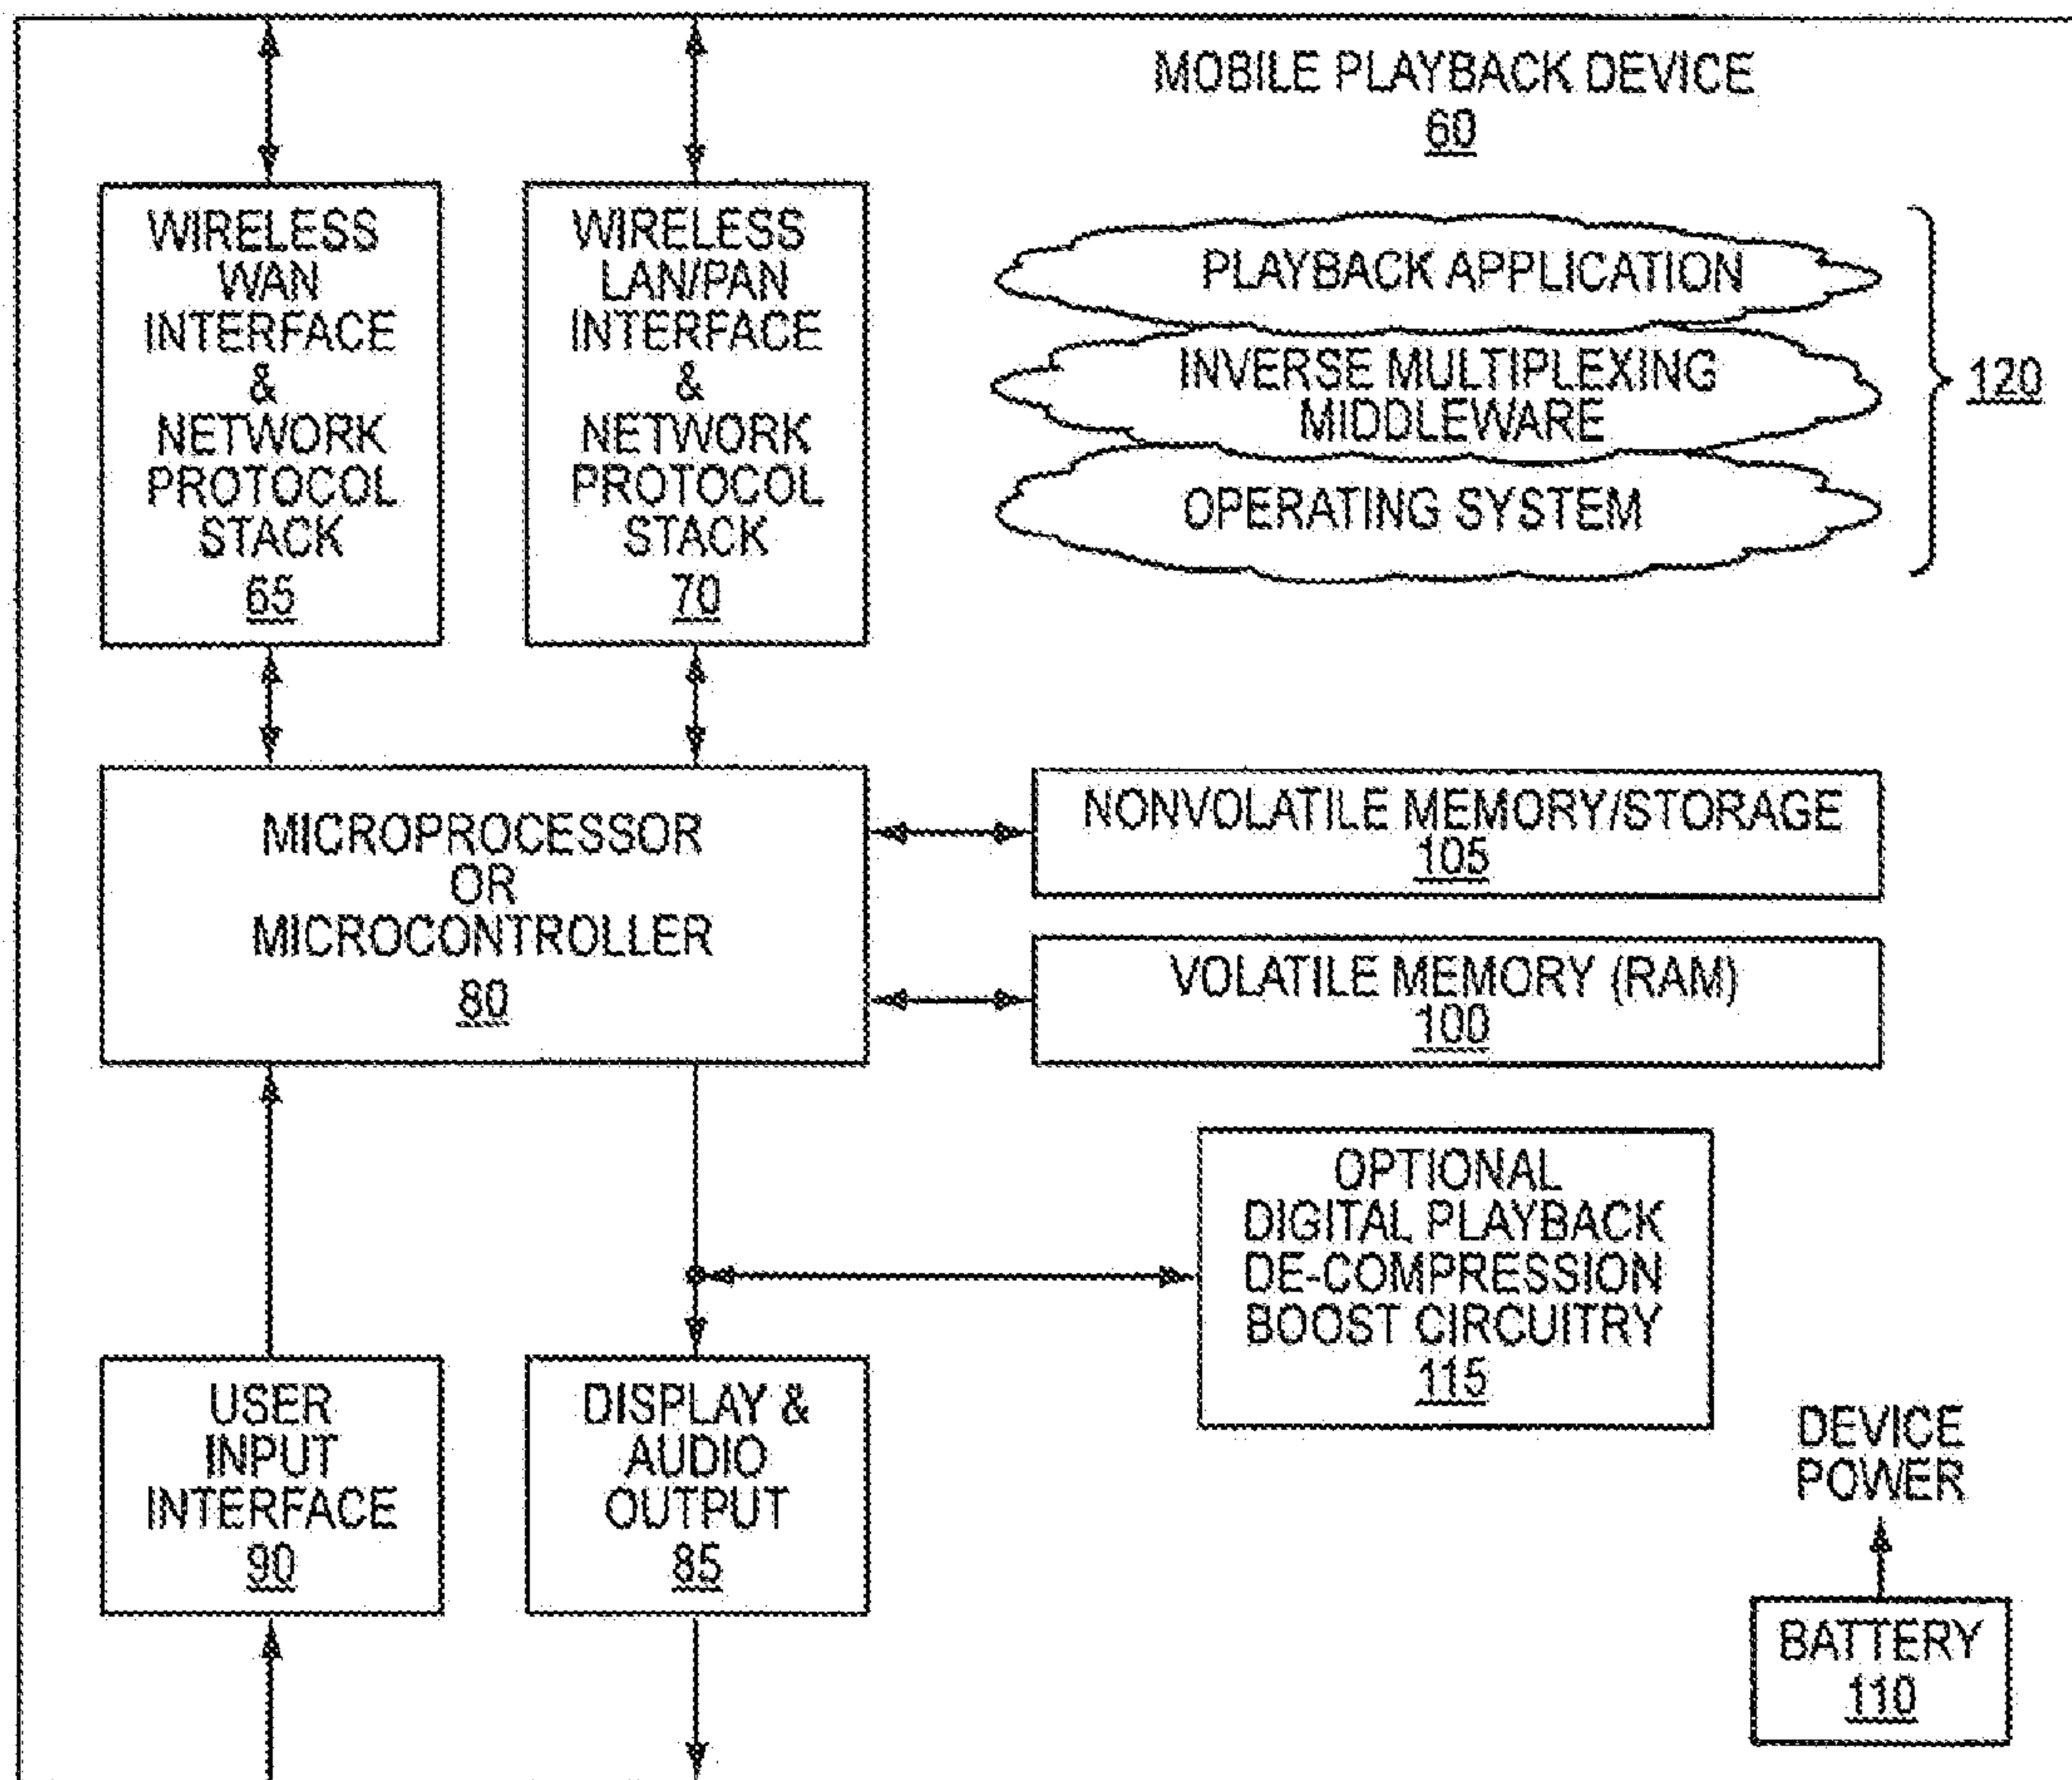 MOBILE PLAYBACK DEVICE
60
WIRELESS
WAN
INTERFACE
&
NETWORK
PROTOCOL
STACK
65
WIRELESS
LAN/PAN
INTERFACE
&
NETWORK
PROTOCOL
STACK
70
PLAYBACK APPLICATION
INVERSE MULTIPLEXING
MIDDLEWARE
OPERATING SYSTEM
120
MICROPROCESSOR
OR
MICROCONTROLLER
80
NONVOLATILE MEMORY/STORAGE
105
VOLATILE MEMORY (RAM)
100
OPTIONAL
DIGITAL PLAYBACK
DE-COMPRESSION
BOOST CIRCUITRY
115
USER
INPUT
INTERFACE
90
DISPLAY &
AUDIO
OUTPUT
85
DEVICE
POWER
BATTERY
110